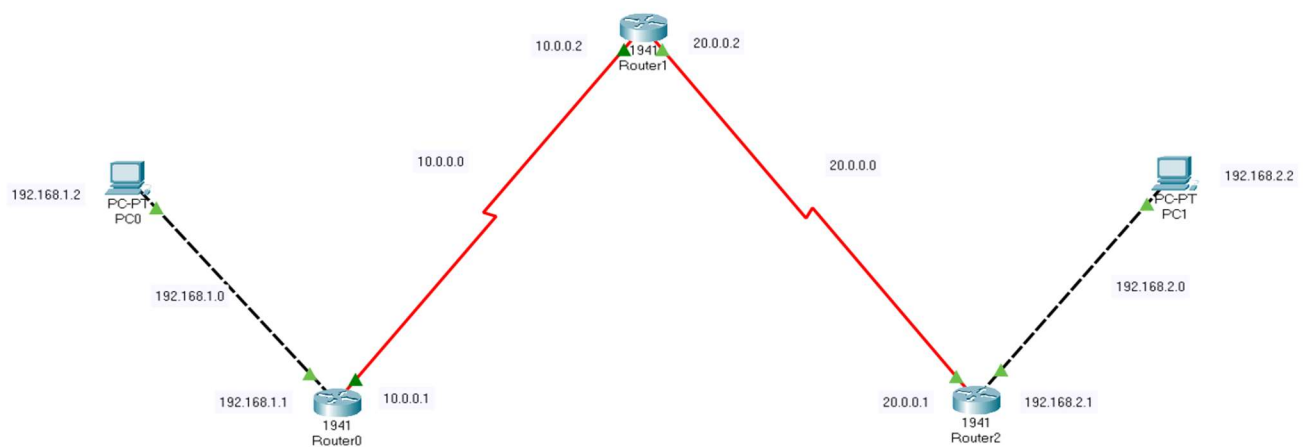 10.0.0.2
20.0.0.2
1941
Router1
10.0.0.0
20.0.0.0
192.168.1.2
PC-PT
PC0
PC-PT
PC1
192.168.2.2
192.168.1.0
192.168.2.0
192.168.1.1
10.0.0.1
1941
Router0
20.0.0.1
192.168.2.1
1941
Router2